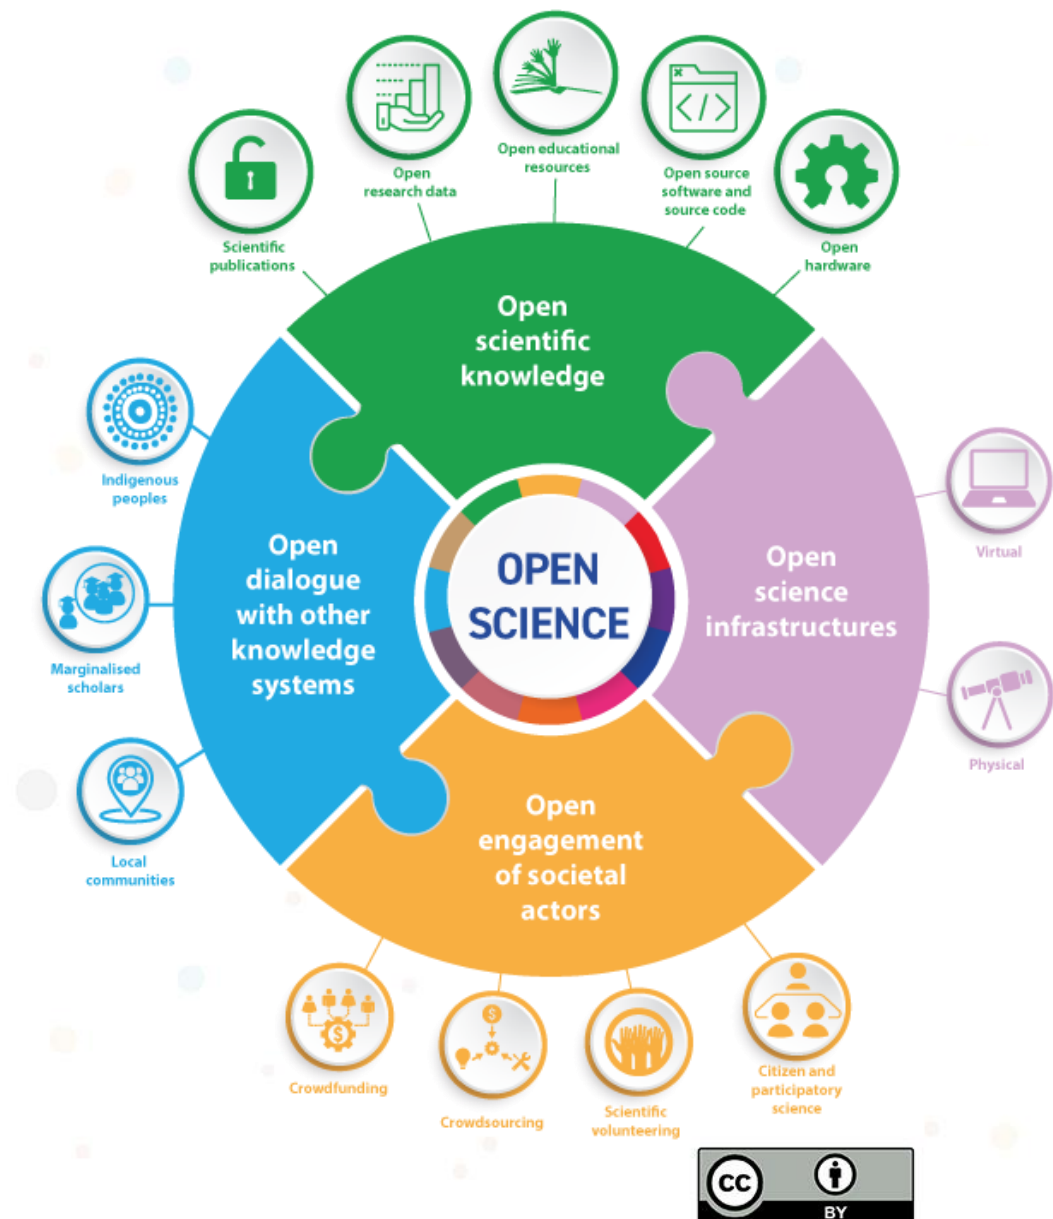 Open educational
resources
Open
research data
Open source
software and
source code
Scientific
publications
Open
hardware
Open
scientific
knowledge
Indigenous
peoples
Marginalised
scholars
Local
communities
Open
dialogue
with other
knowledge
systems
OPEN
SCIENCE
Open
science
infrastructures
Virtual
Physical
Open
engagement
of societal
actors
Crowdfunding
Crowdsourcing
Scientific
volunteering
Citizen and
participatory
science
</>
$
$
cc
BY